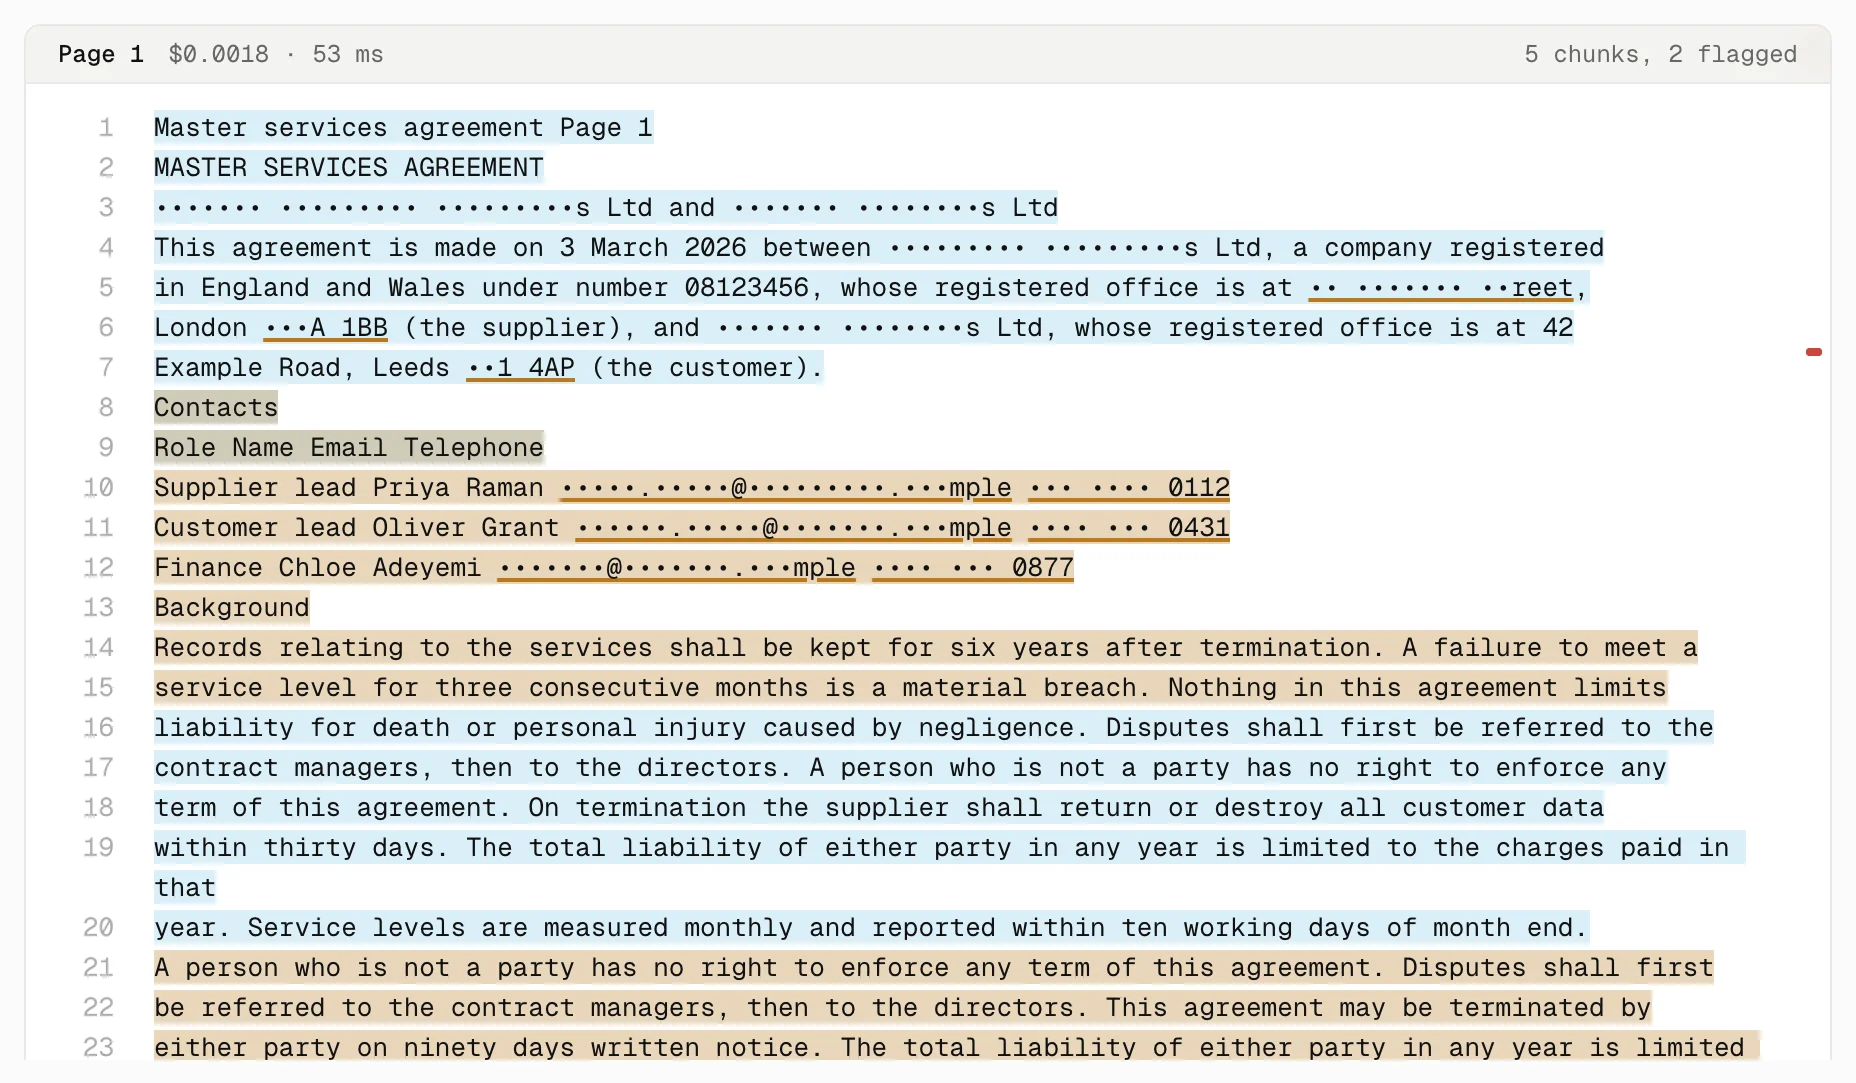 Page 1 $0.0018 · 53 ms 5 chunks, 2 flagged
1 Master services agreement Page 1
2 MASTER SERVICES AGREEMENT
3 ••••••• ••••••••• •••••••••s Ltd and ••••••• ••••••••s Ltd
4 This agreement is made on 3 March 2026 between ••••••••• •••••••••s Ltd, a company registered
5 in England and Wales under number 08123456, whose registered office is at •• ••••••• ••reet,
6 London •••A 1BB (the supplier), and ••••••• ••••••••s Ltd, whose registered office is at 42
7 Example Road, Leeds ••1 4AP (the customer).
8 Contacts
9 Role Name Email Telephone
10 Supplier lead Priya Raman •••••.•••••@•••••••••.•••mple ••• •••• 0112
11 Customer lead Oliver Grant ••••••.•••••@•••••••.•••mple •••• ••• 0431
12 Finance Chloe Adeyemi •••••••@•••••••.•••mple •••• ••• 0877
13 Background
14 Records relating to the services shall be kept for six years after termination. A failure to meet a
15 service level for three consecutive months is a material breach. Nothing in this agreement limits
16 liability for death or personal injury caused by negligence. Disputes shall first be referred to the
17 contract managers, then to the directors. A person who is not a party has no right to enforce any
18 term of this agreement. On termination the supplier shall return or destroy all customer data
19 within thirty days. The total liability of either party in any year is limited to the charges paid in
that
20 year. Service levels are measured monthly and reported within ten working days of month end.
21 A person who is not a party has no right to enforce any term of this agreement. Disputes shall first
22 be referred to the contract managers, then to the directors. This agreement may be terminated by
23 either party on ninety days written notice. The total liability of either party in any year is limited